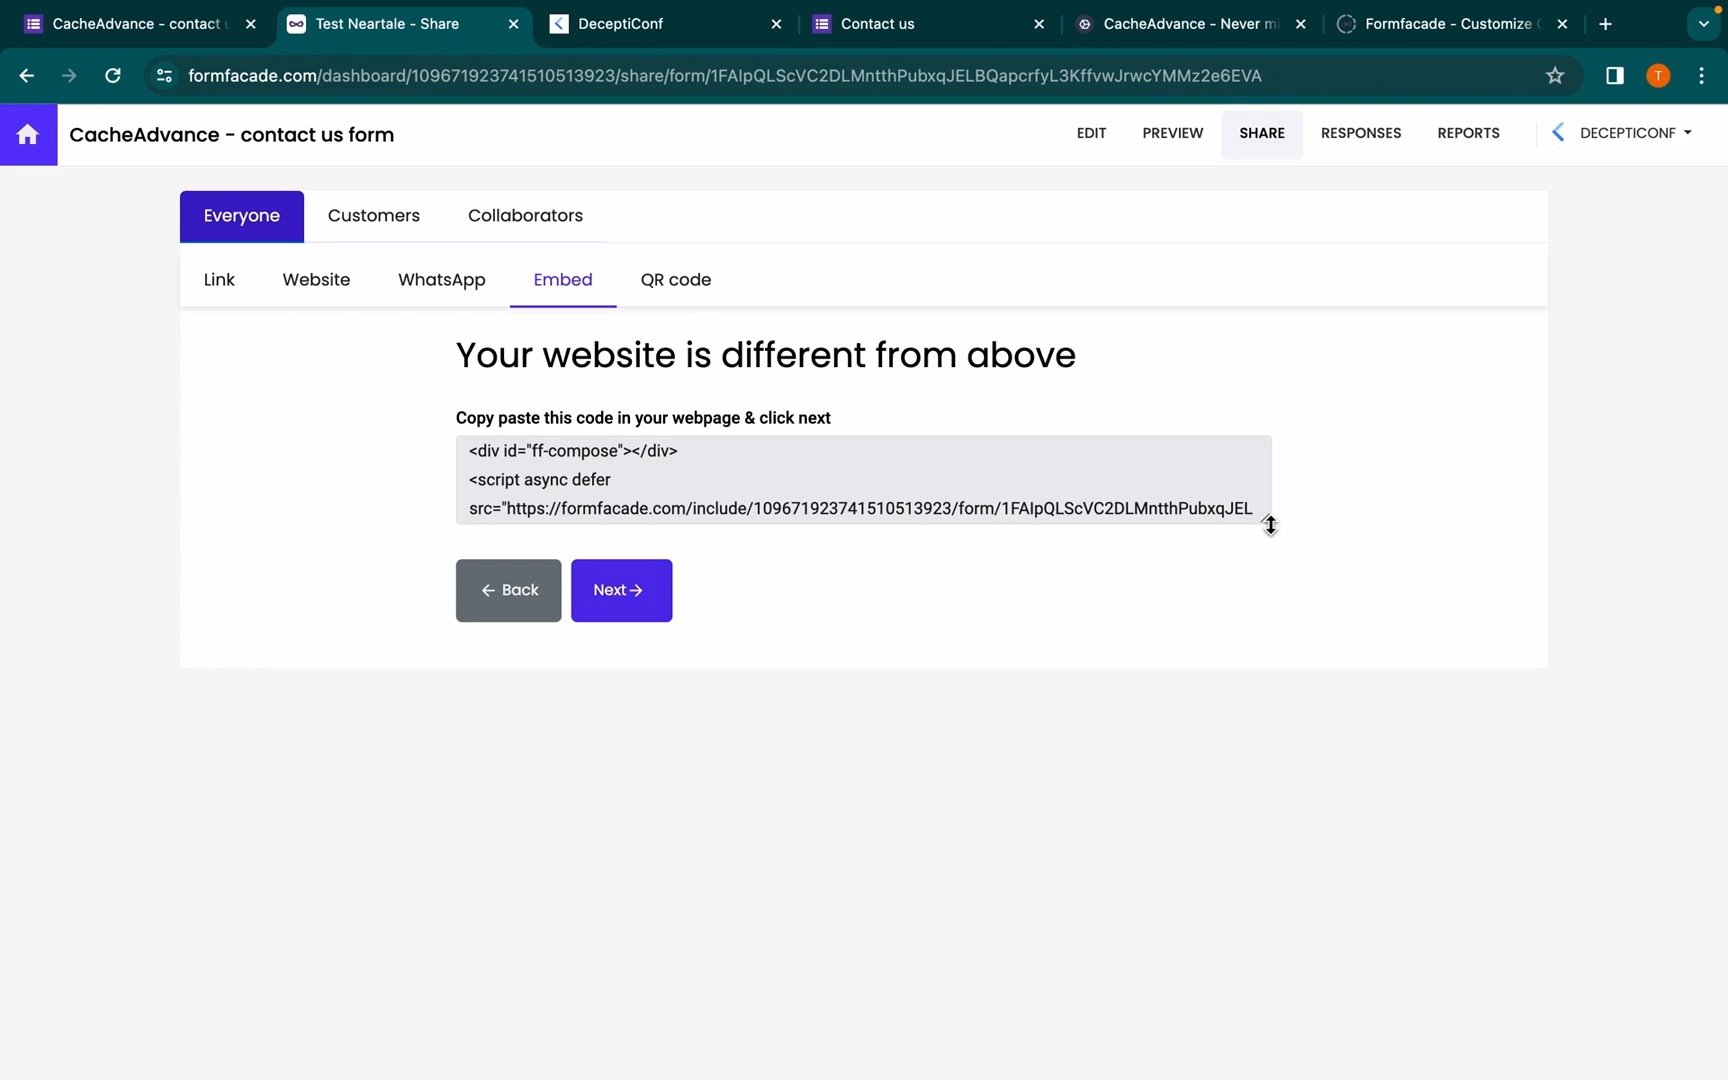 CacheAdvance - contact u
Test Neartale - Share
DeceptiConf
Contact us
CacheAdvance - Never mi
Formfacade - Customize
formfacade.com/dashboard/109671923741510513923/share/form/1FAIpQLScVC2DLMntthPubxqJELBQapcrfyL3KffvwJrwcYMMz2e6EVA
T
CacheAdvance - contact us form
EDIT
PREVIEW
SHARE
RESPONSES
REPORTS
DECEPTICONF
Everyone
Customers
Collaborators
Link
Website
WhatsApp
Embed
QR code
Your website is different from above
Copy paste this code in your webpage & click next
<div id="ff-compose"></div>
<script async defer
src="https://formfacade.com/include/109671923741510513923/form/1FAIpQLScVC2DLMntthPubxqJEL
← Back
Next →